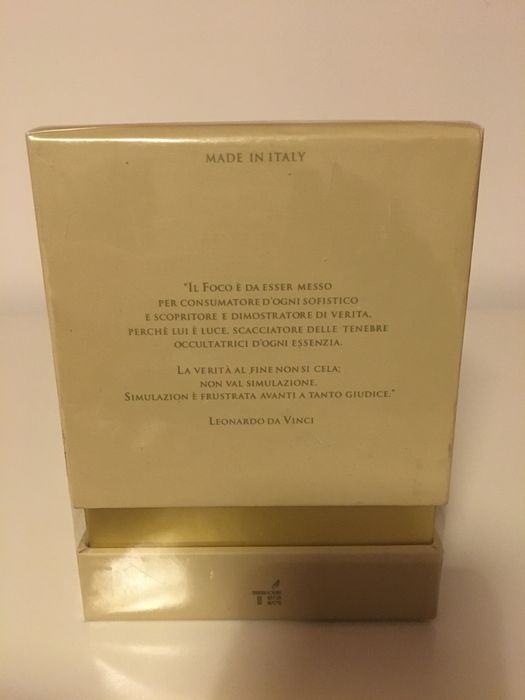 MADE IN ITALY
"IL FOCO È DA ESSER MESSO
PER CONSUMATORE D'OGNI SOFISTICO
E SCOPRITORE E DIMOSTRATORE DI VERITA,
PERCHÈ LUI È LUCE, SCACCIATORE DELLE TENEBRE
OCCULTATRICI D'OGNI ESSENZIA.
LA VERITÀ AL FINE NON SI CELA;
NON VAL SIMULAZIONE.
SIMULAZION È FRUSTRATA AVANTI A TANTO GIUDICE."
LEONARDO DA VINCI